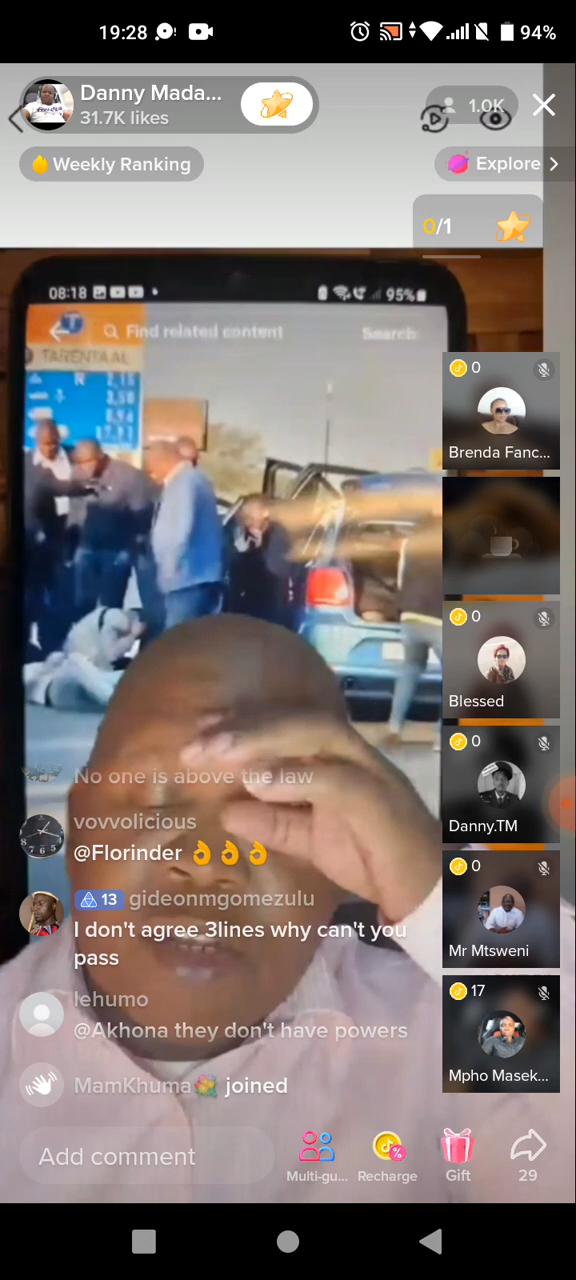 19:28
94%
Danny Mada...
31.7K likes
1.0K
Weekly Ranking
Explore
0/1
08:18
95%
Find related content
Search
TARENTAAL
0
Brenda Fanc...
0
Blessed
0
Danny.TM
0
Mr Mtsweni
17
Mpho Masek...
No one is above the law
vovvolicious
@Florinder 👌👌👌
13 gideonmgomezulu
I don't agree 3lines why can't you
pass
lehumo
@Akhona they don't have powers
MamKhuma💐 joined
Add comment
Multi-gu...
Recharge
Gift
29